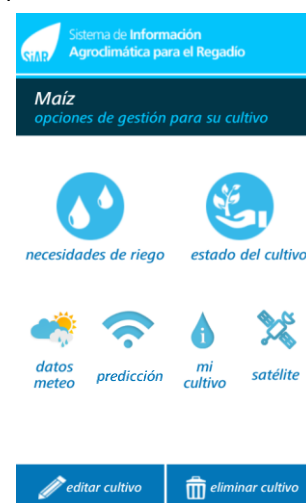 Sistema de Información
Agroclimática para el Regadío
SiAR
Maíz
opciones de gestión para su cultivo
necesidades de riego
estado del cultivo
datos
meteo
predicción
i
mi
cultivo
satélite
editar cultivo
eliminar cultivo